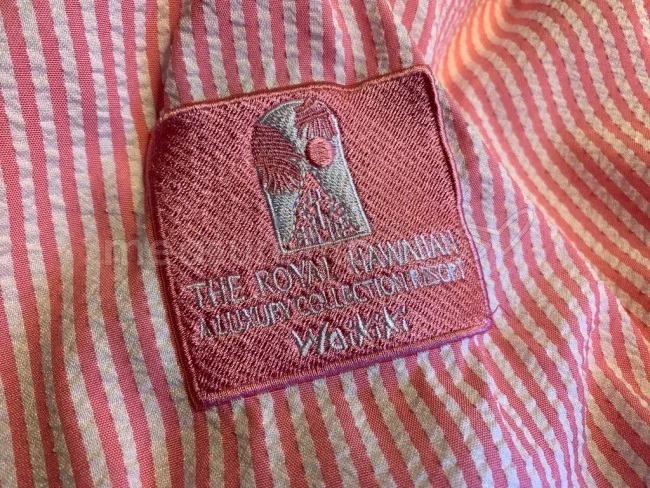 THE ROYAL HAWAIIAN
A LUXURY COLLECTION RESORT
Waikiki